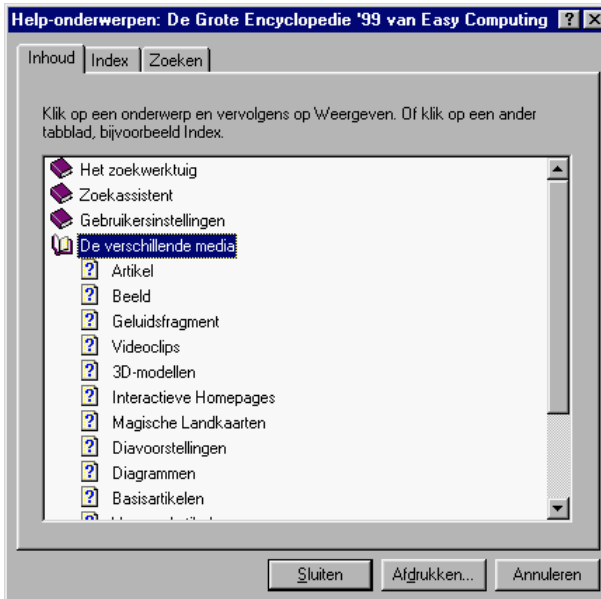 Help-onderwerpen: De Grote Encyclopedie '99 van Easy Computing
Inhoud Index Zoeken
Klik op een onderwerp en vervolgens op Weergeven. Of klik op een ander
tabblad, bijvoorbeeld Index.
Het zoekwerktuig
Zoekassistent
Gebruikersinstellingen
De verschillende media
Artikel
Beeld
Geluidsfragment
Videoclips
3D-modellen
Interactieve Homepages
Magische Landkaarten
Diavoorstellingen
Diagrammen
Basisartikelen
Sluiten Afdrukken... Annuleren